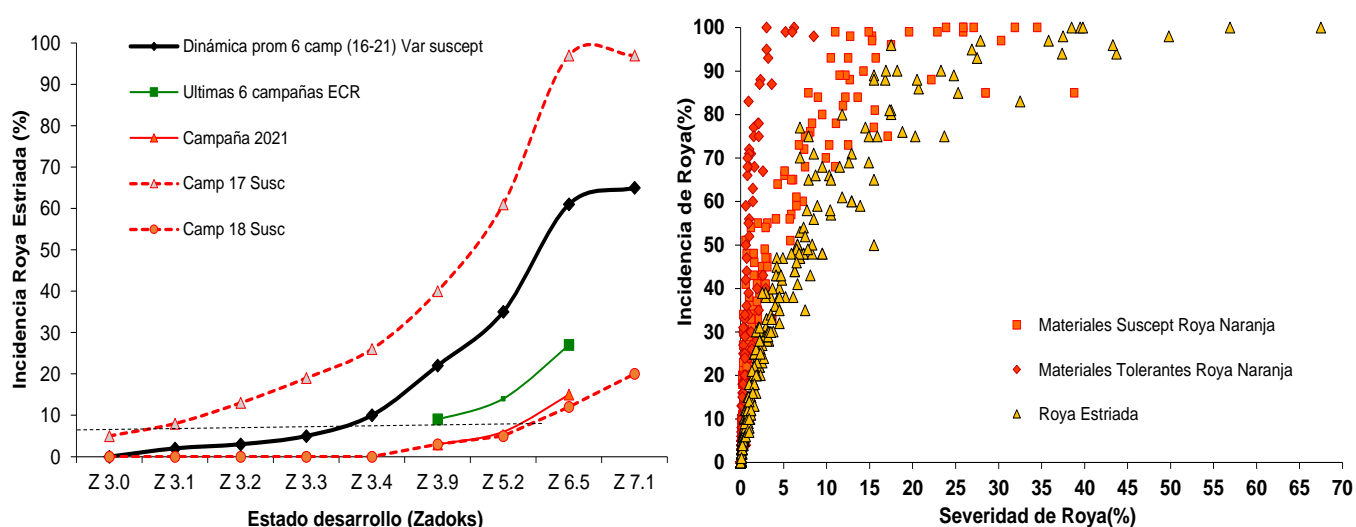 Incidencia Roya Estriada (%)
100
90
80
70
60
50
40
30
20
10
0
Dinámica prom 6 camp (16-21) Var suscept
Ultimas 6 campañas ECR
Campaña 2021
Camp 17 Susc
Camp 18 Susc
Z 3.0 Z 3.1 Z 3.2 Z 3.3 Z 3.4 Z 3.9 Z 5.2 Z 6.5 Z 7.1
Estado desarrollo (Zadoks)
Incidencia de Roya(%)
100
90
80
70
60
50
40
30
20
10
0
Materiales Suscept Roya Naranja
Materiales Tolerantes Roya Naranja
Roya Estriada
0 5 10 15 20 25 30 35 40 45 50 55 60 65 70
Severidad de Roya(%)